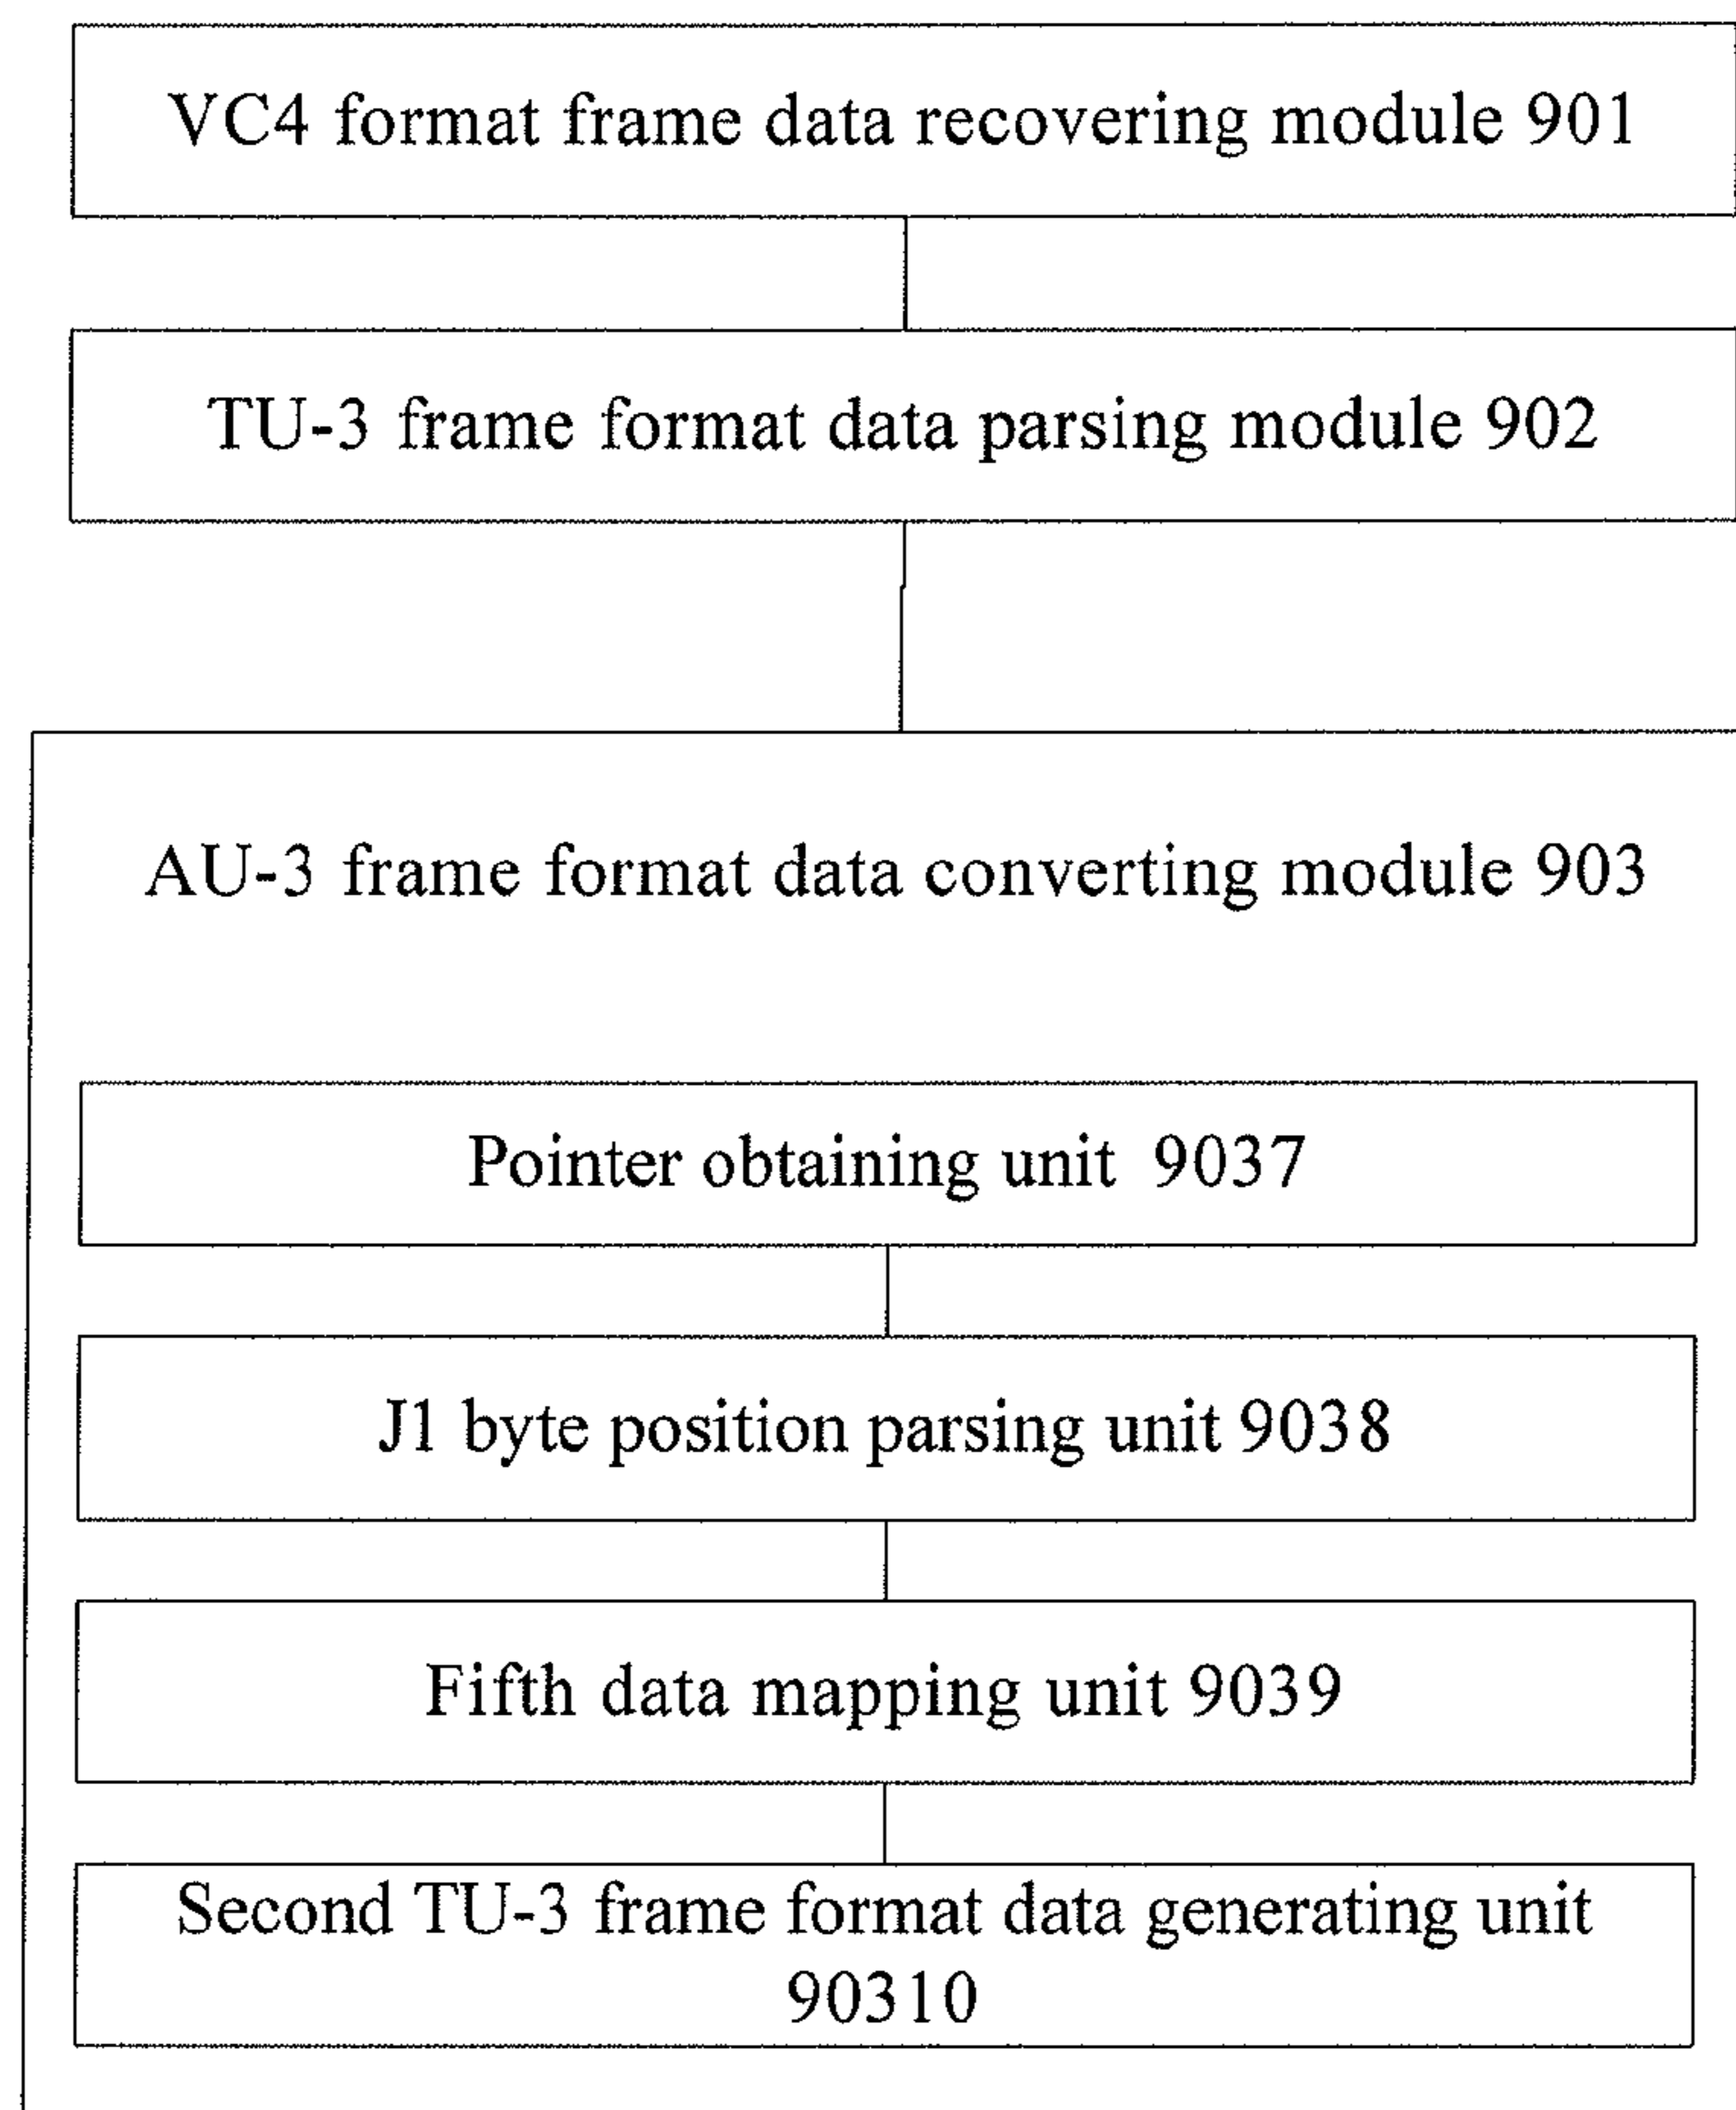 VC4 format frame data recovering module 901
TU-3 frame format data parsing module 902
AU-3 frame format data converting module 903
Pointer obtaining unit 9037
J1 byte position parsing unit 9038
Fifth data mapping unit 9039
Second TU-3 frame format data generating unit
90310